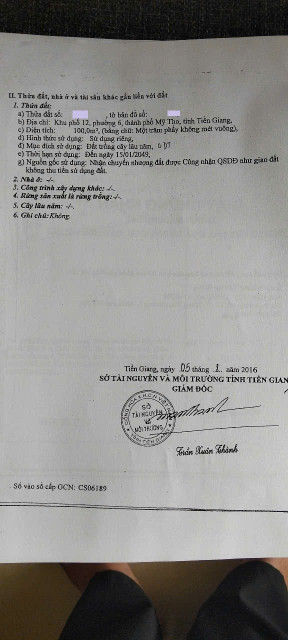 II. Thửa đất, nhà ở và tài sản khác gắn liền với đất
1. Thửa đất:
a) Thửa đất số: , tờ bản đồ số:
b) Địa chỉ: Khu phố 12, phường 6, thành phố Mỹ Tho, tỉnh Tiền Giang,
c) Diện tích: 100,0m², (bằng chữ: Một trăm phẩy không mét vuông),
d) Hình thức sử dụng: Sử dụng riêng,
đ) Mục đích sử dụng: Đất trồng cây lâu năm,
e) Thời hạn sử dụng: Đến ngày 15/01/2049,
g) Nguồn gốc sử dụng: Nhận chuyển nhượng đất được Công nhận QSDĐ như giao đất
không thu tiền sử dụng đất.
2. Nhà ở: -/-.
3. Công trình xây dựng khác: -/-.
4. Rừng sản xuất là rừng trồng: -/-.
5. Cây lâu năm: -/-.
6. Ghi chú: Không.
Tiền Giang, ngày 05 tháng 1 năm 2016
SỞ TÀI NGUYÊN VÀ MÔI TRƯỜNG TỈNH TIỀN GIAN
GIÁM ĐỐC
SỞ
TÀI NGUYÊN
VÀ
MÔI TRƯỜNG
TỈNH TIỀN GIANG
Trần Xuân Thành
Số vào sổ cấp GCN: CS06189